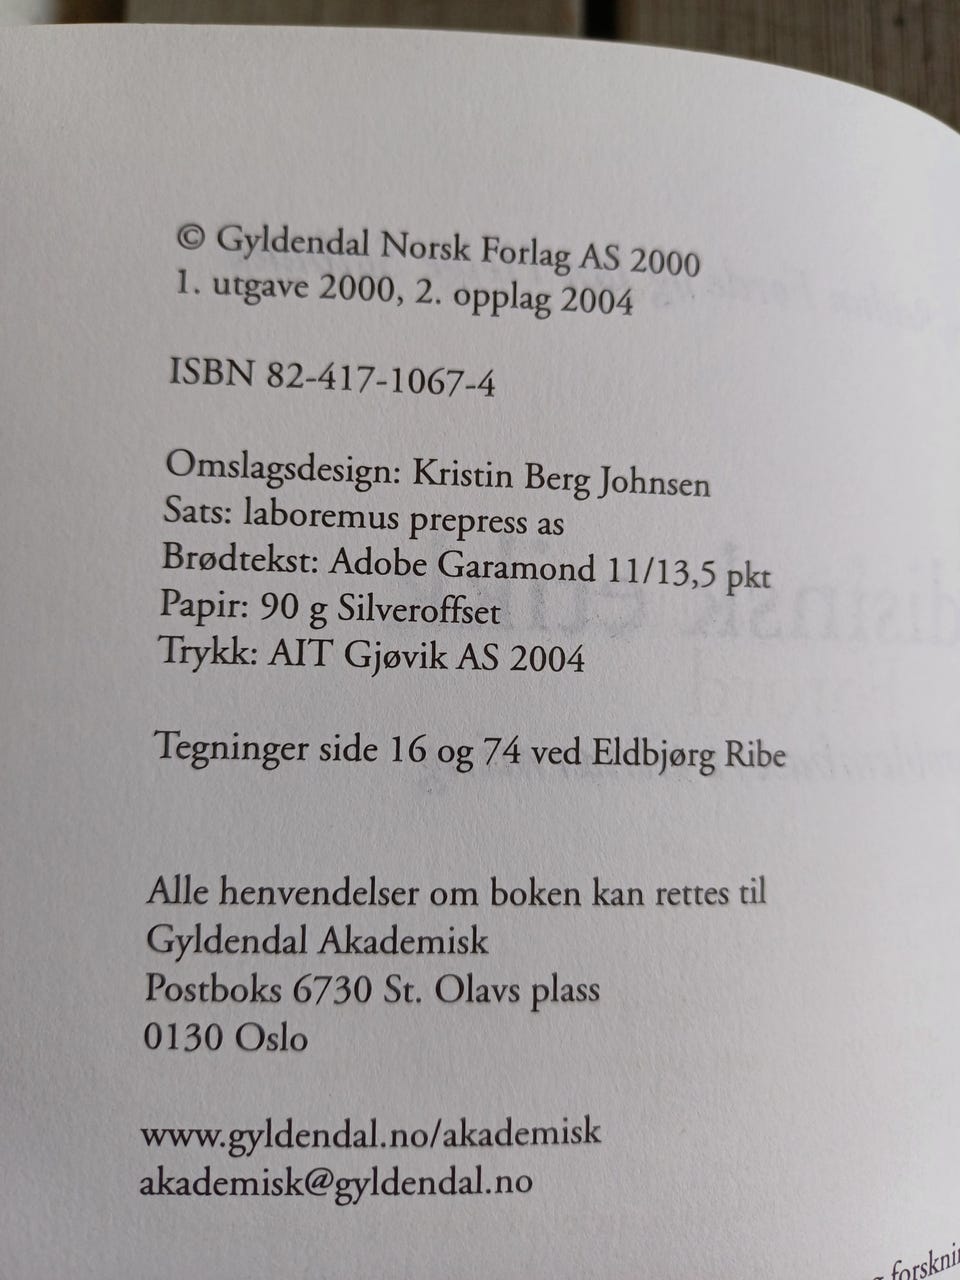 © Gyldendal Norsk Forlag AS 2000
1. utgave 2000, 2. opplag 2004
ISBN 82-417-1067-4
Omslagsdesign: Kristin Berg Johnsen
Sats: laboremus prepress as
Brødtekst: Adobe Garamond 11/13,5 pkt
Papir: 90 g Silveroffset
Trykk: AIT Gjøvik AS 2004
Tegninger side 16 og 74 ved Eldbjørg Ribe
Alle henvendelser om boken kan rettes til
Gyldendal Akademisk
Postboks 6730 St. Olavs plass
0130 Oslo
www.gyldendal.no/akademisk
akademisk@gyldendal.no